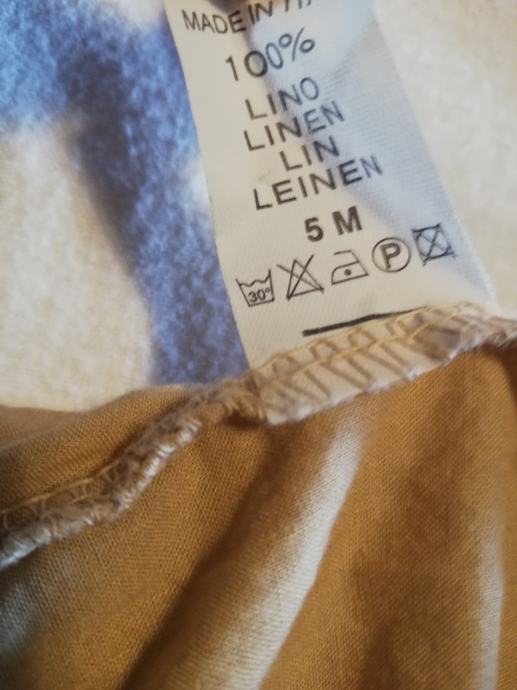 MADE IN
100%
LINO
LINEN
LIN
LEINEN
5 M
30° P